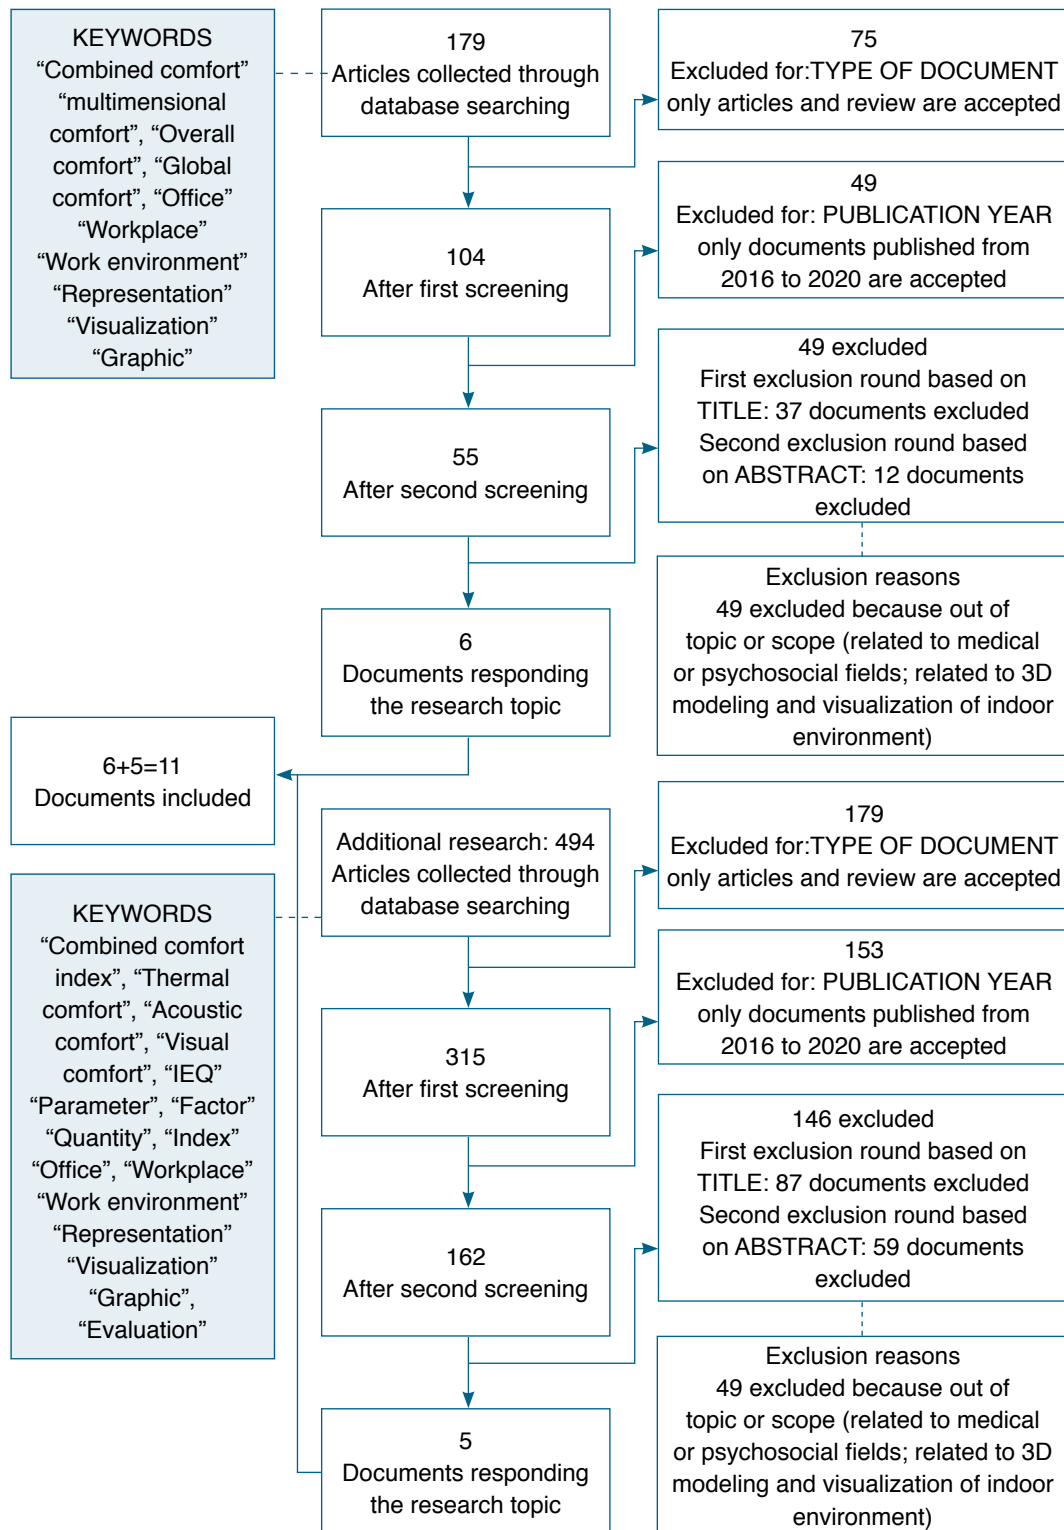 KEYWORDS
“Combined comfort”
“multimensional
comfort”, “Overall
comfort”, “Global
comfort”, “Office”
“Workplace”
“Work environment”
“Representation”
“Visualization”
“Graphic”
179
Articles collected through
database searching
75
Excluded for:TYPE OF DOCUMENT
only articles and review are accepted
104
After first screening
49
Excluded for: PUBLICATION YEAR
only documents published from
2016 to 2020 are accepted
55
After second screening
49 excluded
First exclusion round based on
TITLE: 37 documents excluded
Second exclusion round based
on ABSTRACT: 12 documents
excluded
Exclusion reasons
49 excluded because out of
topic or scope (related to medical
or psychosocial fields; related to 3D
modeling and visualization of indoor
environment)
6
Documents responding
the research topic
6+5=11
Documents included
KEYWORDS
“Combined comfort
index”, “Thermal
comfort”, “Acoustic
comfort”, “Visual
comfort”, “IEQ”
“Parameter”, “Factor”
“Quantity”, “Index”
“Office”, “Workplace”
“Work environment”
“Representation”
“Visualization”
“Graphic”,
“Evaluation”
Additional research: 494
Articles collected through
database searching
179
Excluded for:TYPE OF DOCUMENT
only articles and review are accepted
315
After first screening
153
Excluded for: PUBLICATION YEAR
only documents published from
2016 to 2020 are accepted
162
After second screening
146 excluded
First exclusion round based on
TITLE: 87 documents excluded
Second exclusion round based
on ABSTRACT: 59 documents
excluded
Exclusion reasons
49 excluded because out of
topic or scope (related to medical
or psychosocial fields; related to 3D
modeling and visualization of indoor
environment)
5
Documents responding
the research topic